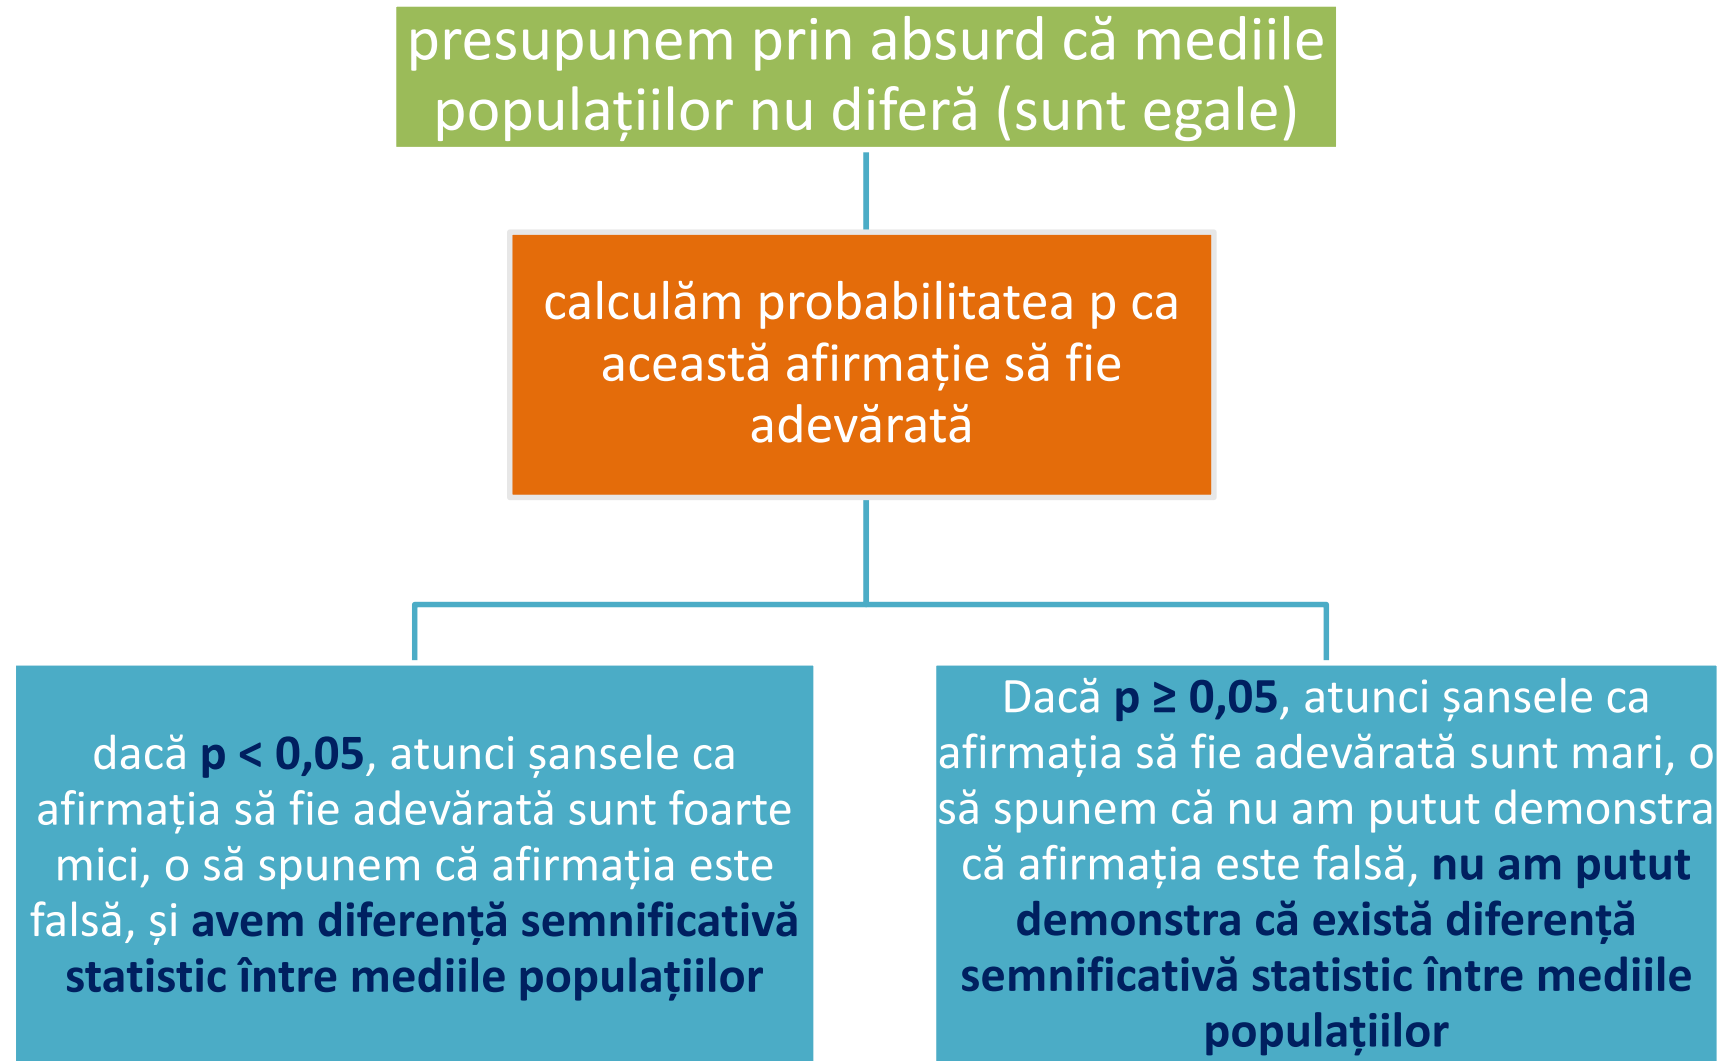 presupunem prin absurd că mediile
populațiilor nu diferă (sunt egale)
calculăm probabilitatea p ca
această afirmație să fie
adevărată
dacă p < 0,05, atunci șansele ca
afirmația să fie adevărată sunt foarte
mici, o să spunem că afirmația este
falsă, și avem diferență semnificativă
statistic între mediile populațiilor
Dacă p ≥ 0,05, atunci șansele ca
afirmația să fie adevărată sunt mari, o
să spunem că nu am putut demonstra
că afirmația este falsă, nu am putut
demonstra că există diferență
semnificativă statistic între mediile
populațiilor